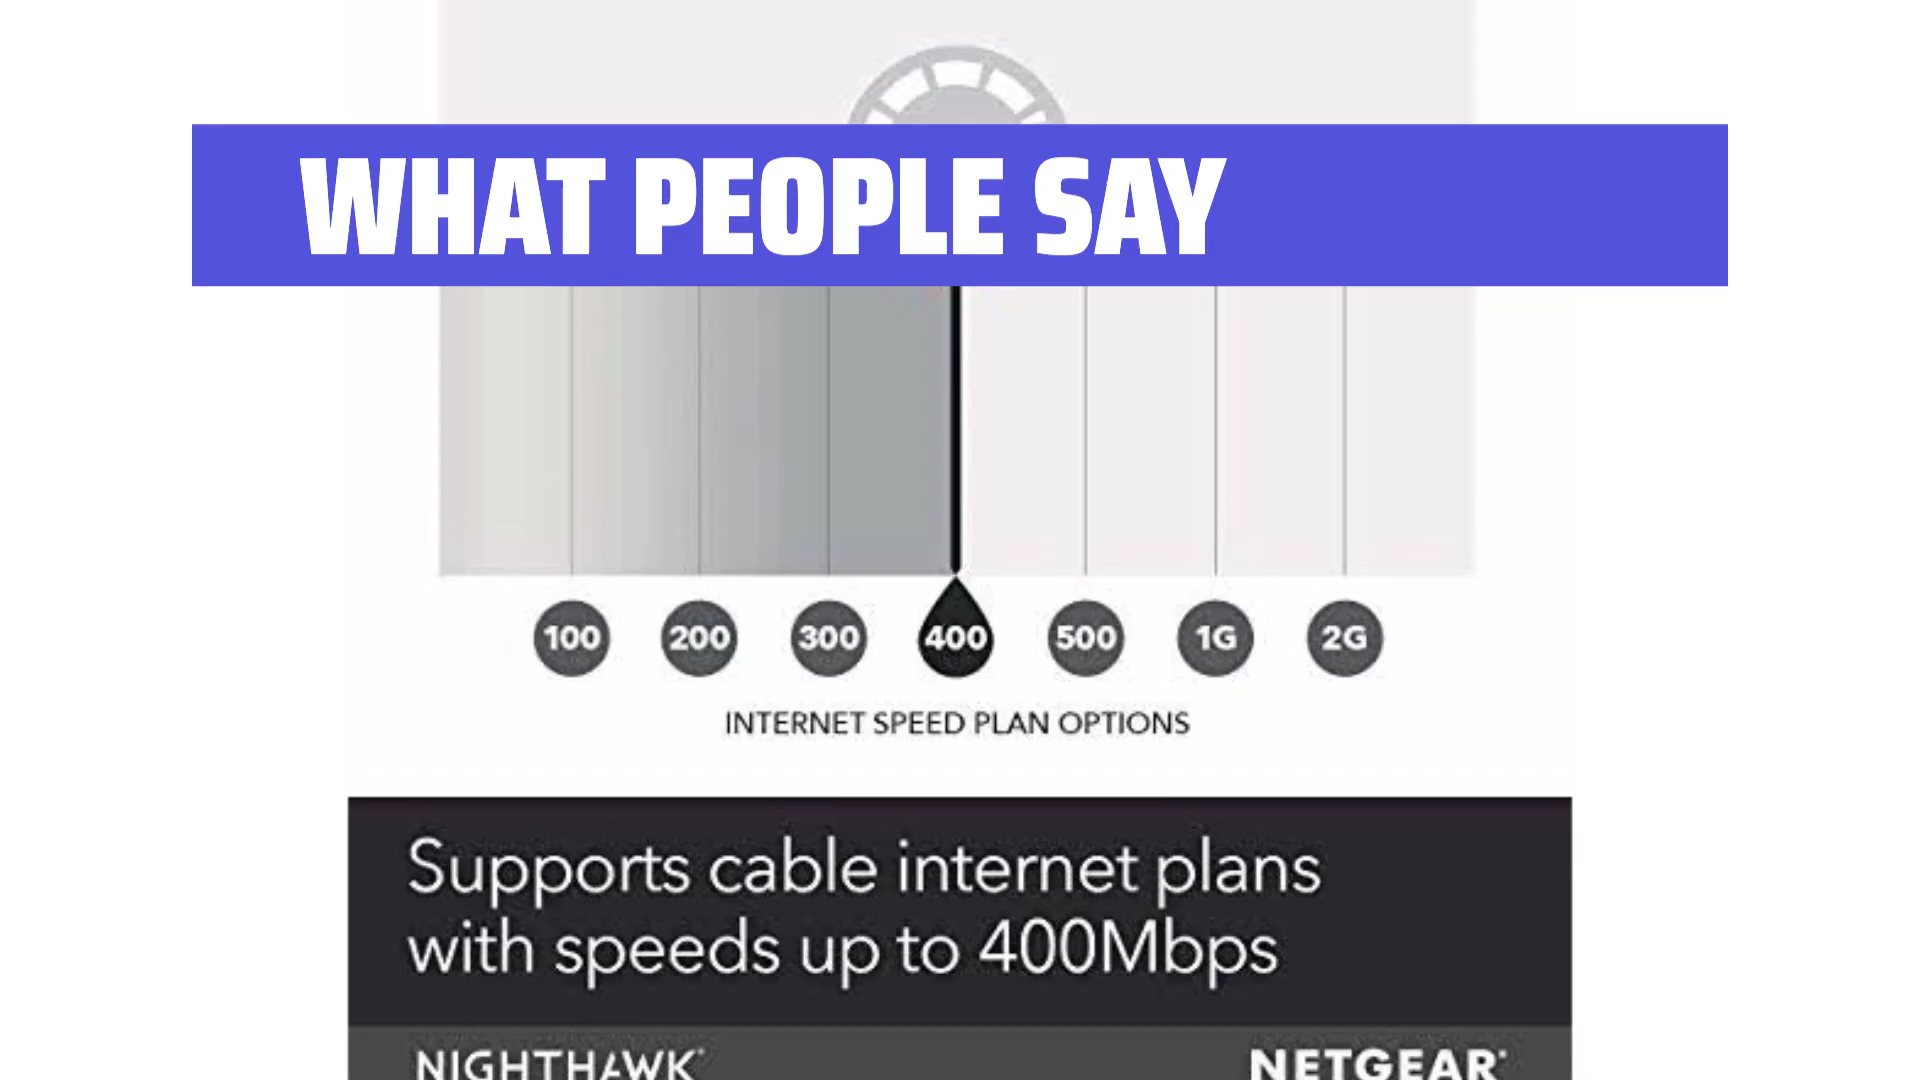 WHAT PEOPLE SAY
100 200 300 400 500 1G 2G
INTERNET SPEED PLAN OPTIONS
Supports cable internet plans
with speeds up to 400Mbps
NIGHTHAWK® NETGEAR®